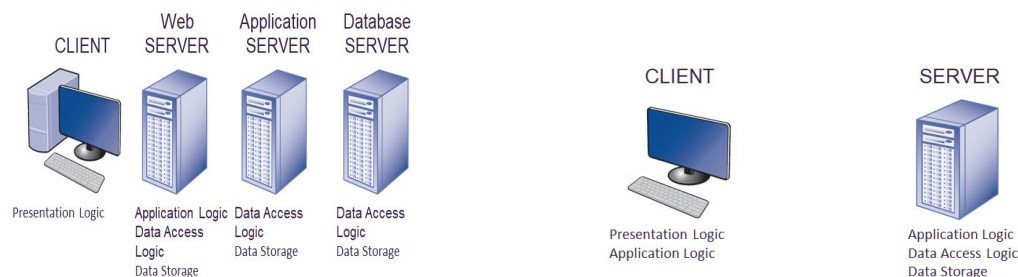 Web
SERVER
Application
SERVER
Database
SERVER
CLIENT
Presentation Logic
Application Logic
Data Access
Logic
Data Storage
Data Access
Logic
Data Storage
Data Access
Logic
Data Storage
CLIENT
Presentation Logic
Application Logic
SERVER
Application Logic
Data Access Logic
Data Storage